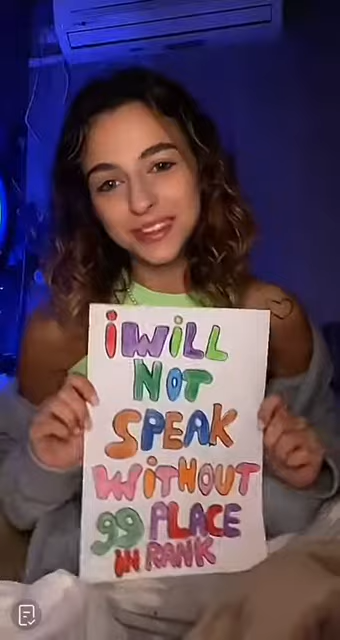 i WiLL
NOT
SPEAK
WiTHOUT
99 PLACE
IN RANK